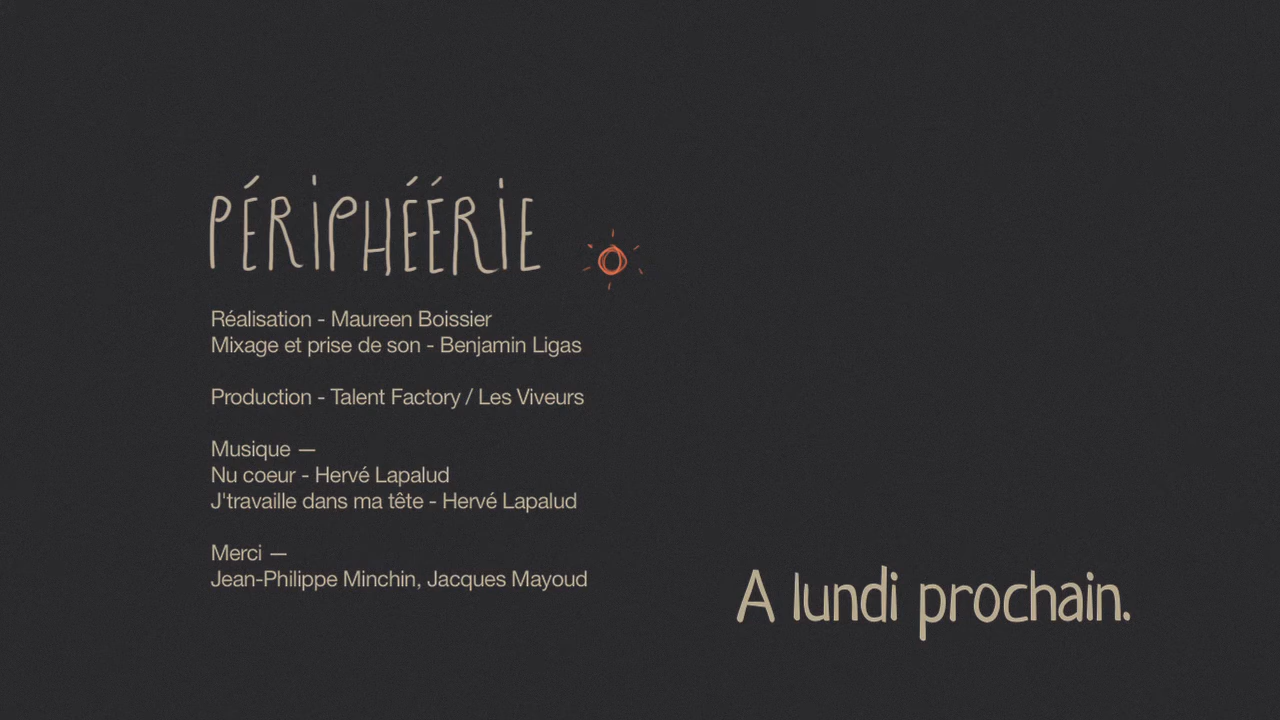 PÉRIPHÉÉRIE
Réalisation - Maureen Boissier
Mixage et prise de son - Benjamin Ligas
Production - Talent Factory / Les Viveurs
Musique —
Nu coeur - Hervé Lapalud
J'travaille dans ma tête - Hervé Lapalud
Merci —
Jean-Philippe Minchin, Jacques Mayoud
A lundi prochain.